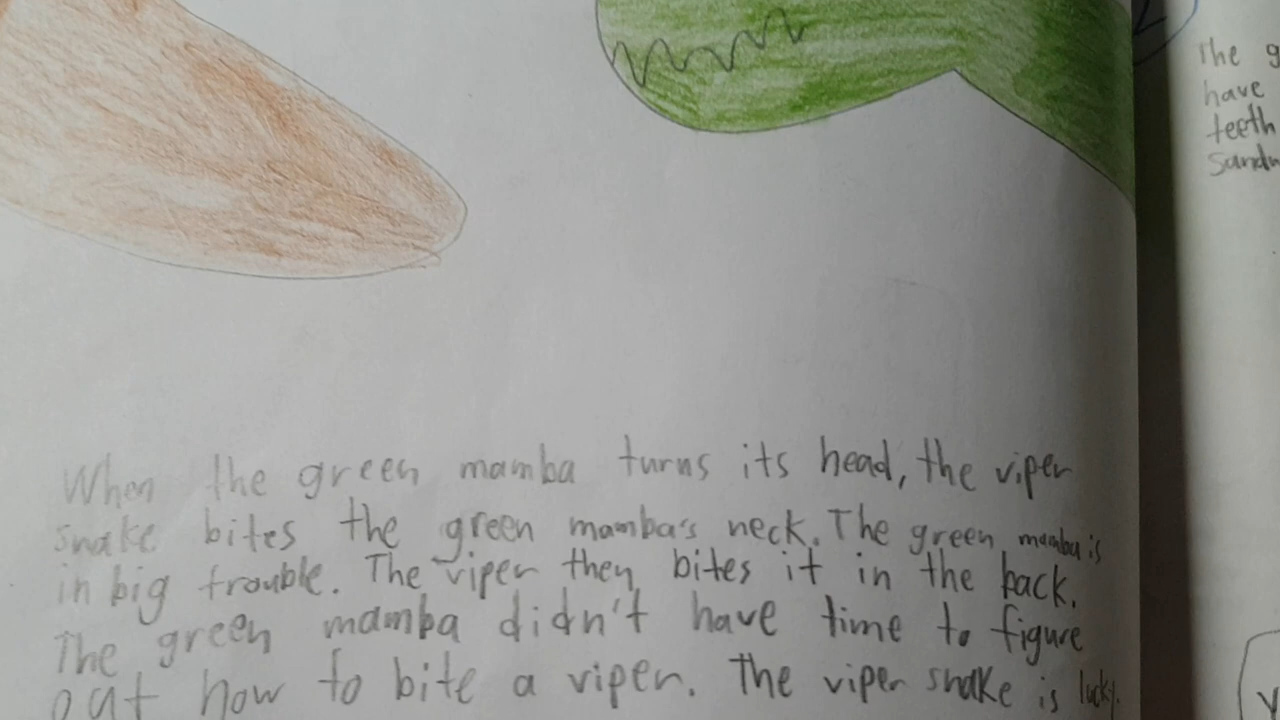 When the green mamba turns its head, the viper
snake bites the green mamba's neck. The green mamba is
in big trouble. The viper then bites it in the back.
The green mamba didn't have time to figure
out how to bite a viper. The viper snake is lucky.
The g
have
teeth